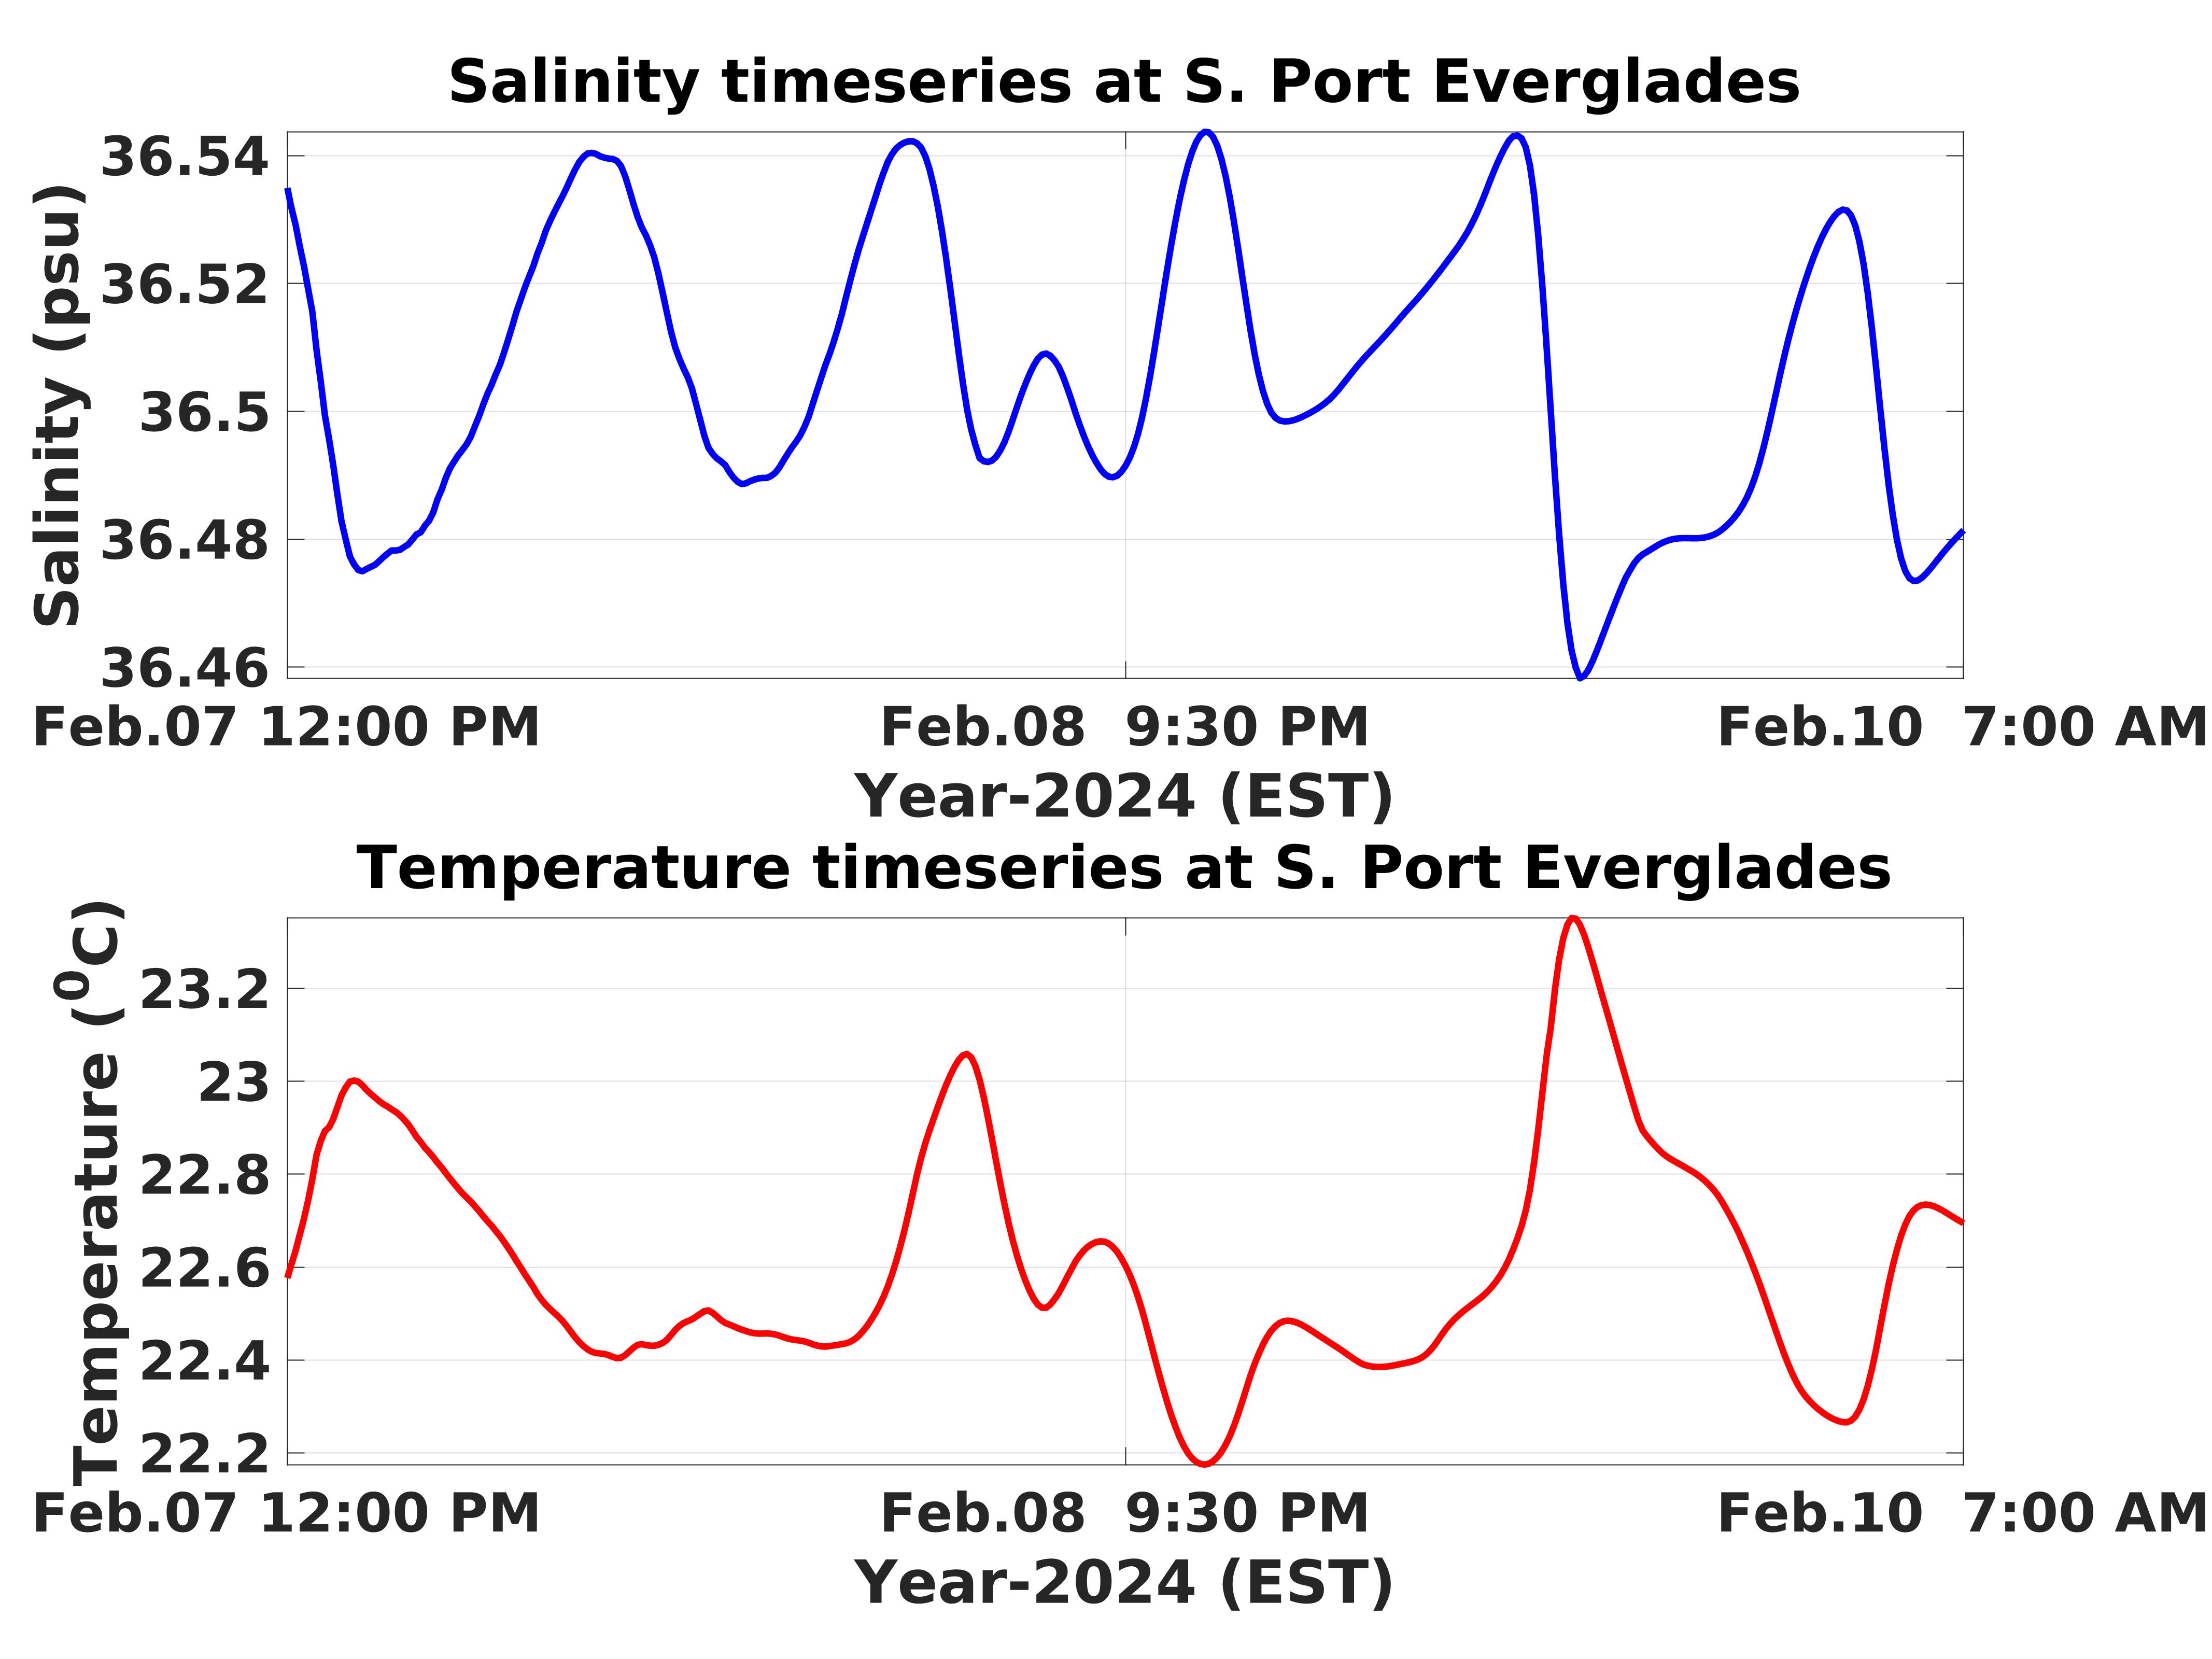 Salinity timeseries at S. Port Everglades
Salinity (psu)
36.54
36.52
36.5
36.48
36.46
Feb.07 12:00 PM Feb.08  9:30 PM Feb.10  7:00 AM
Year-2024 (EST)
Temperature timeseries at S. Port Everglades
Temperature (⁰C)
23.2
23
22.8
22.6
22.4
22.2
Feb.07 12:00 PM Feb.08  9:30 PM Feb.10  7:00 AM
Year-2024 (EST)